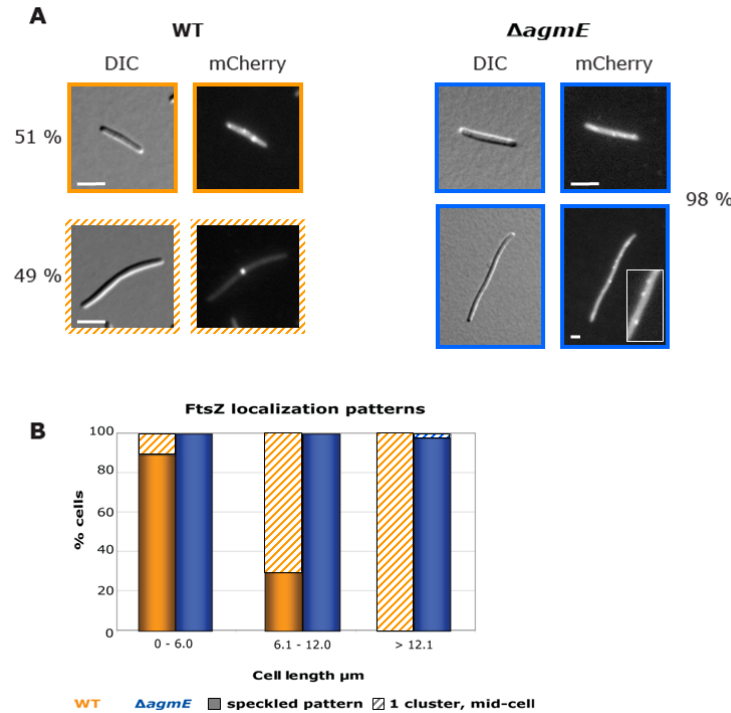 A
WT
ΔagmE
DIC
mCherry
DIC
mCherry
51 %
98 %
49 %
B
FtsZ localization patterns
100
80
60
40
20
0
% cells
0 - 6.0
6.1 - 12.0
> 12.1
Cell length μm
WT ΔagmE speckled pattern 1 cluster, mid-cell